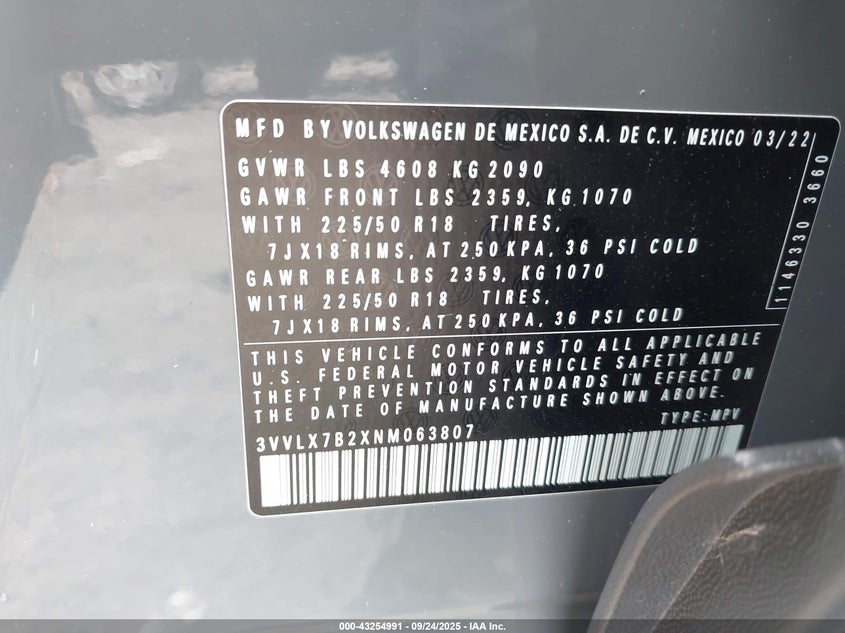 MFD BY VOLKSWAGEN DE MEXICO S.A. DE C.V. MEXICO 03/22
GVWR LBS 4608 KG 2090
GAWR FRONT LBS 2359, KG 1070
WITH 225/50 R18 TIRES,
7JX18 RIMS, AT 250 KPA, 36 PSI COLD
GAWR REAR LBS 2359, KG 1070
WITH 225/50 R18 TIRES,
7JX18 RIMS, AT 250 KPA, 36 PSI COLD
1146330 3660
THIS VEHICLE CONFORMS TO ALL APPLICABLE
U.S. FEDERAL MOTOR VEHICLE SAFETY AND
THEFT PREVENTION STANDARDS IN EFFECT ON
THE DATE OF MANUFACTURE SHOWN ABOVE.
TYPE: MPV
3VVLX7B2XNM063807
000-43254991 - 09/24/2025 - IAA Inc.